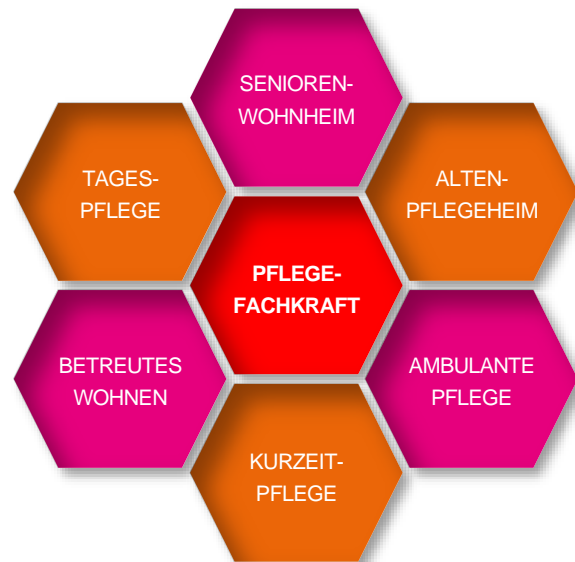 SENIOREN-
WOHNHEIM
TAGES-
PFLEGE
ALTEN-
PFLEGEHEIM
PFLEGE-
FACHKRAFT
BETREUTES
WOHNEN
AMBULANTE
PFLEGE
KURZEIT-
PFLEGE